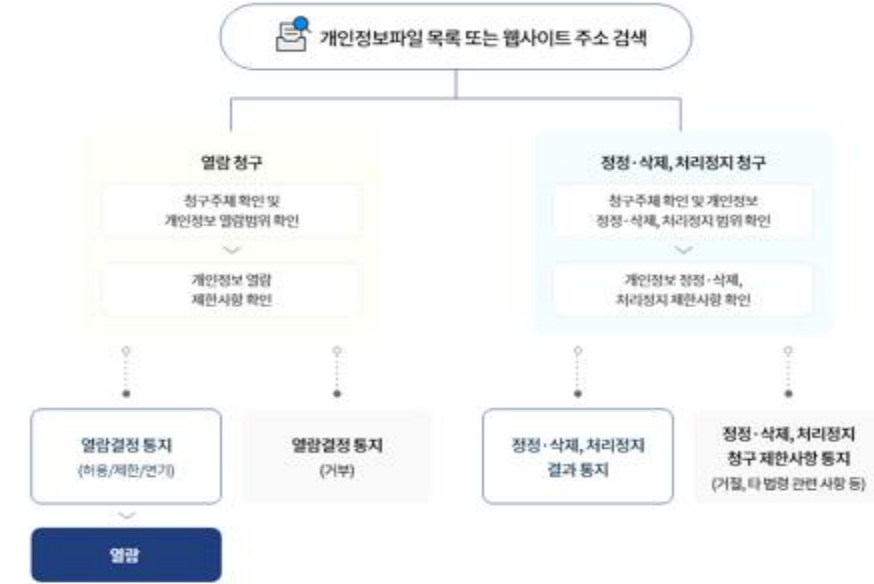 개인정보파일 목록 또는 웹사이트 주소 검색
열람 청구
청구주체 확인 및
개인정보 열람범위 확인
개인정보 열람
제한사항 확인
정정·삭제, 처리정지 청구
청구주체 확인 및 개인정보
정정·삭제, 처리정지 범위 확인
개인정보 정정·삭제,
처리정지 제한사항 확인
열람결정 통지
(허용/제한/연기)
열람
열람결정 통지
(거부)
정정·삭제, 처리정지
결과 통지
정정·삭제, 처리정지
청구 제한사항 통지
(거절, 타 법령 관련 사항 등)